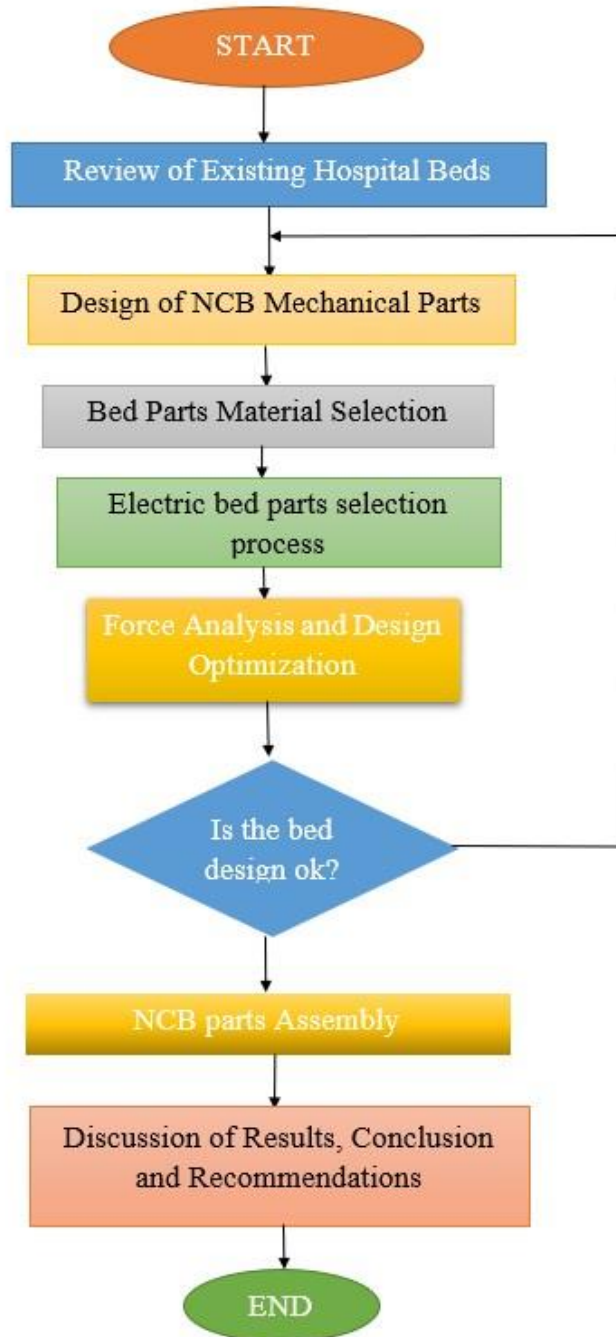 START
Review of Existing Hospital Beds
Design of NCB Mechanical Parts
Bed Parts Material Selection
Electric bed parts selection
process
Force Analysis and Design
Optimization
Is the bed
design ok?
NCB parts Assembly
Discussion of Results, Conclusion
and Recommendations
END